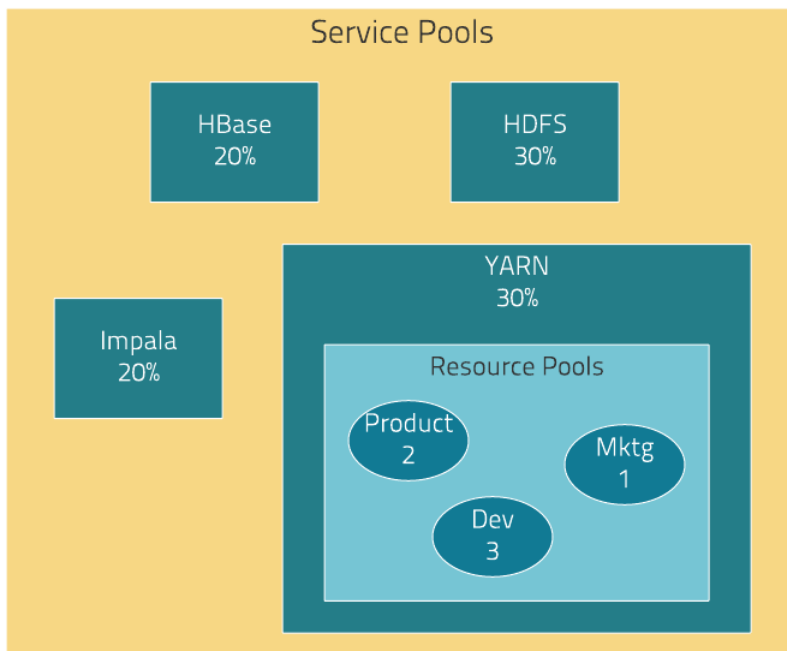 Service Pools
HBase
20%
HDFS
30%
YARN
30%
Impala
20%
Resource Pools
Product
2
Mktg
1
Dev
3